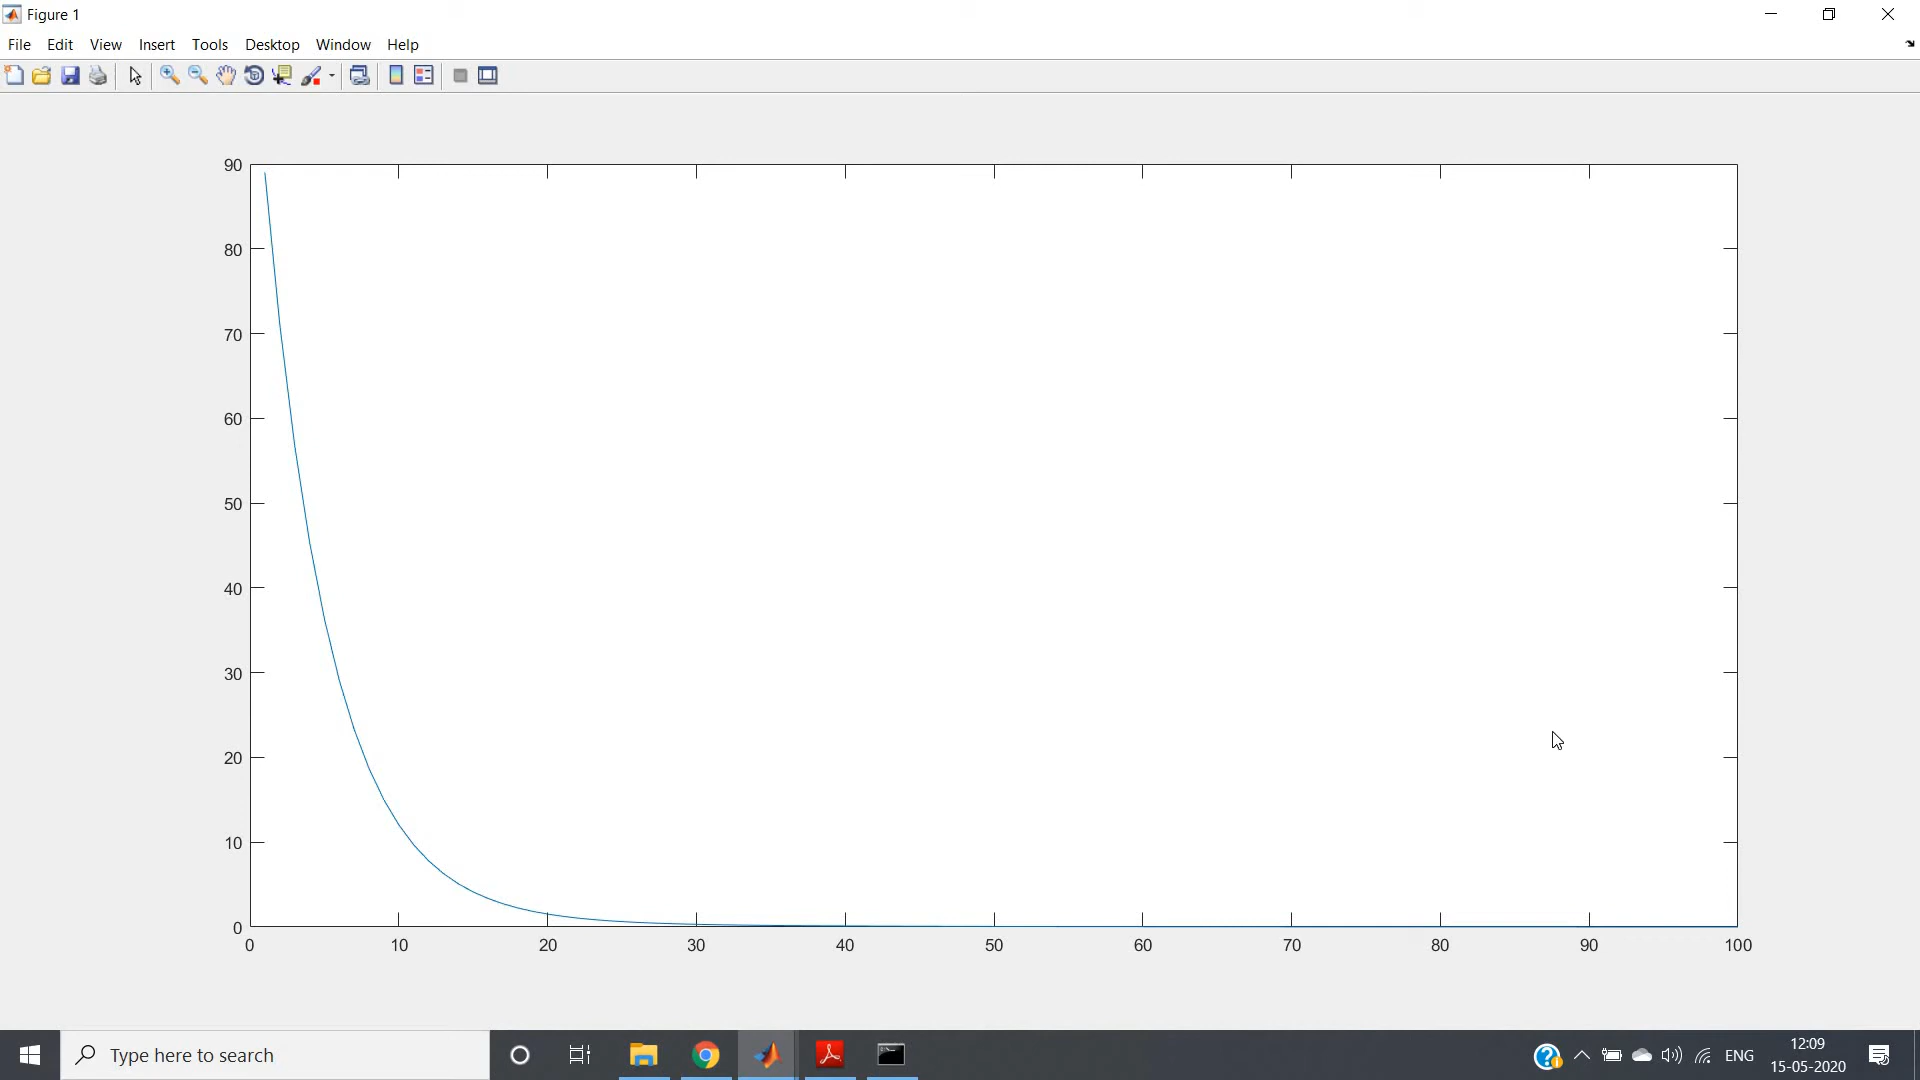 Figure 1
File Edit View Insert Tools Desktop Window Help
90
80
70
60
50
40
30
20
10
0
0 10 20 30 40 50 60 70 80 90 100
Type here to search
ENG
12:09
15-05-2020